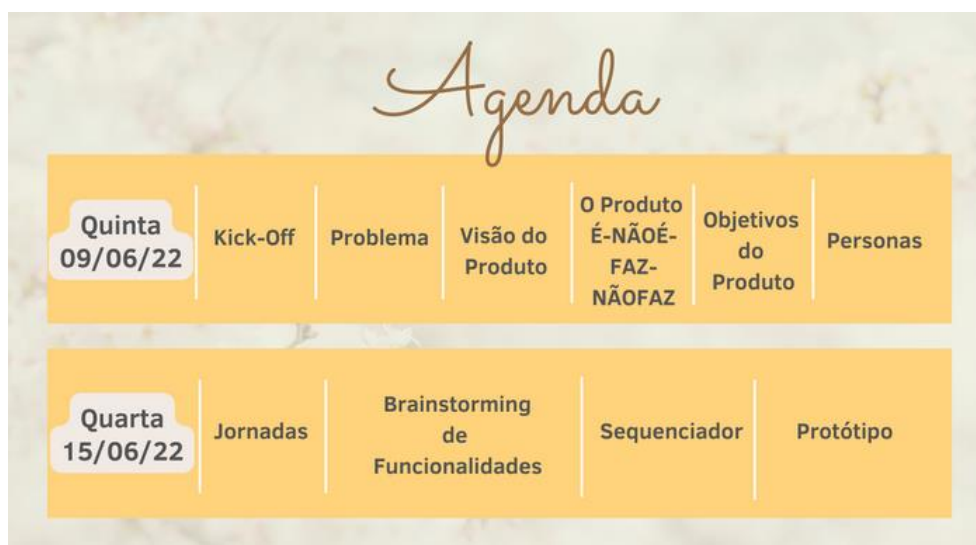 Agenda
Quinta
09/06/22
Kick-Off
Problema
Visão do
Produto
O Produto
É-NÃOÉ-
FAZ-
NÃOFAZ
Objetivos
do
Produto
Personas
Quarta
15/06/22
Jornadas
Brainstorming
de
Funcionalidades
Sequenciador
Protótipo